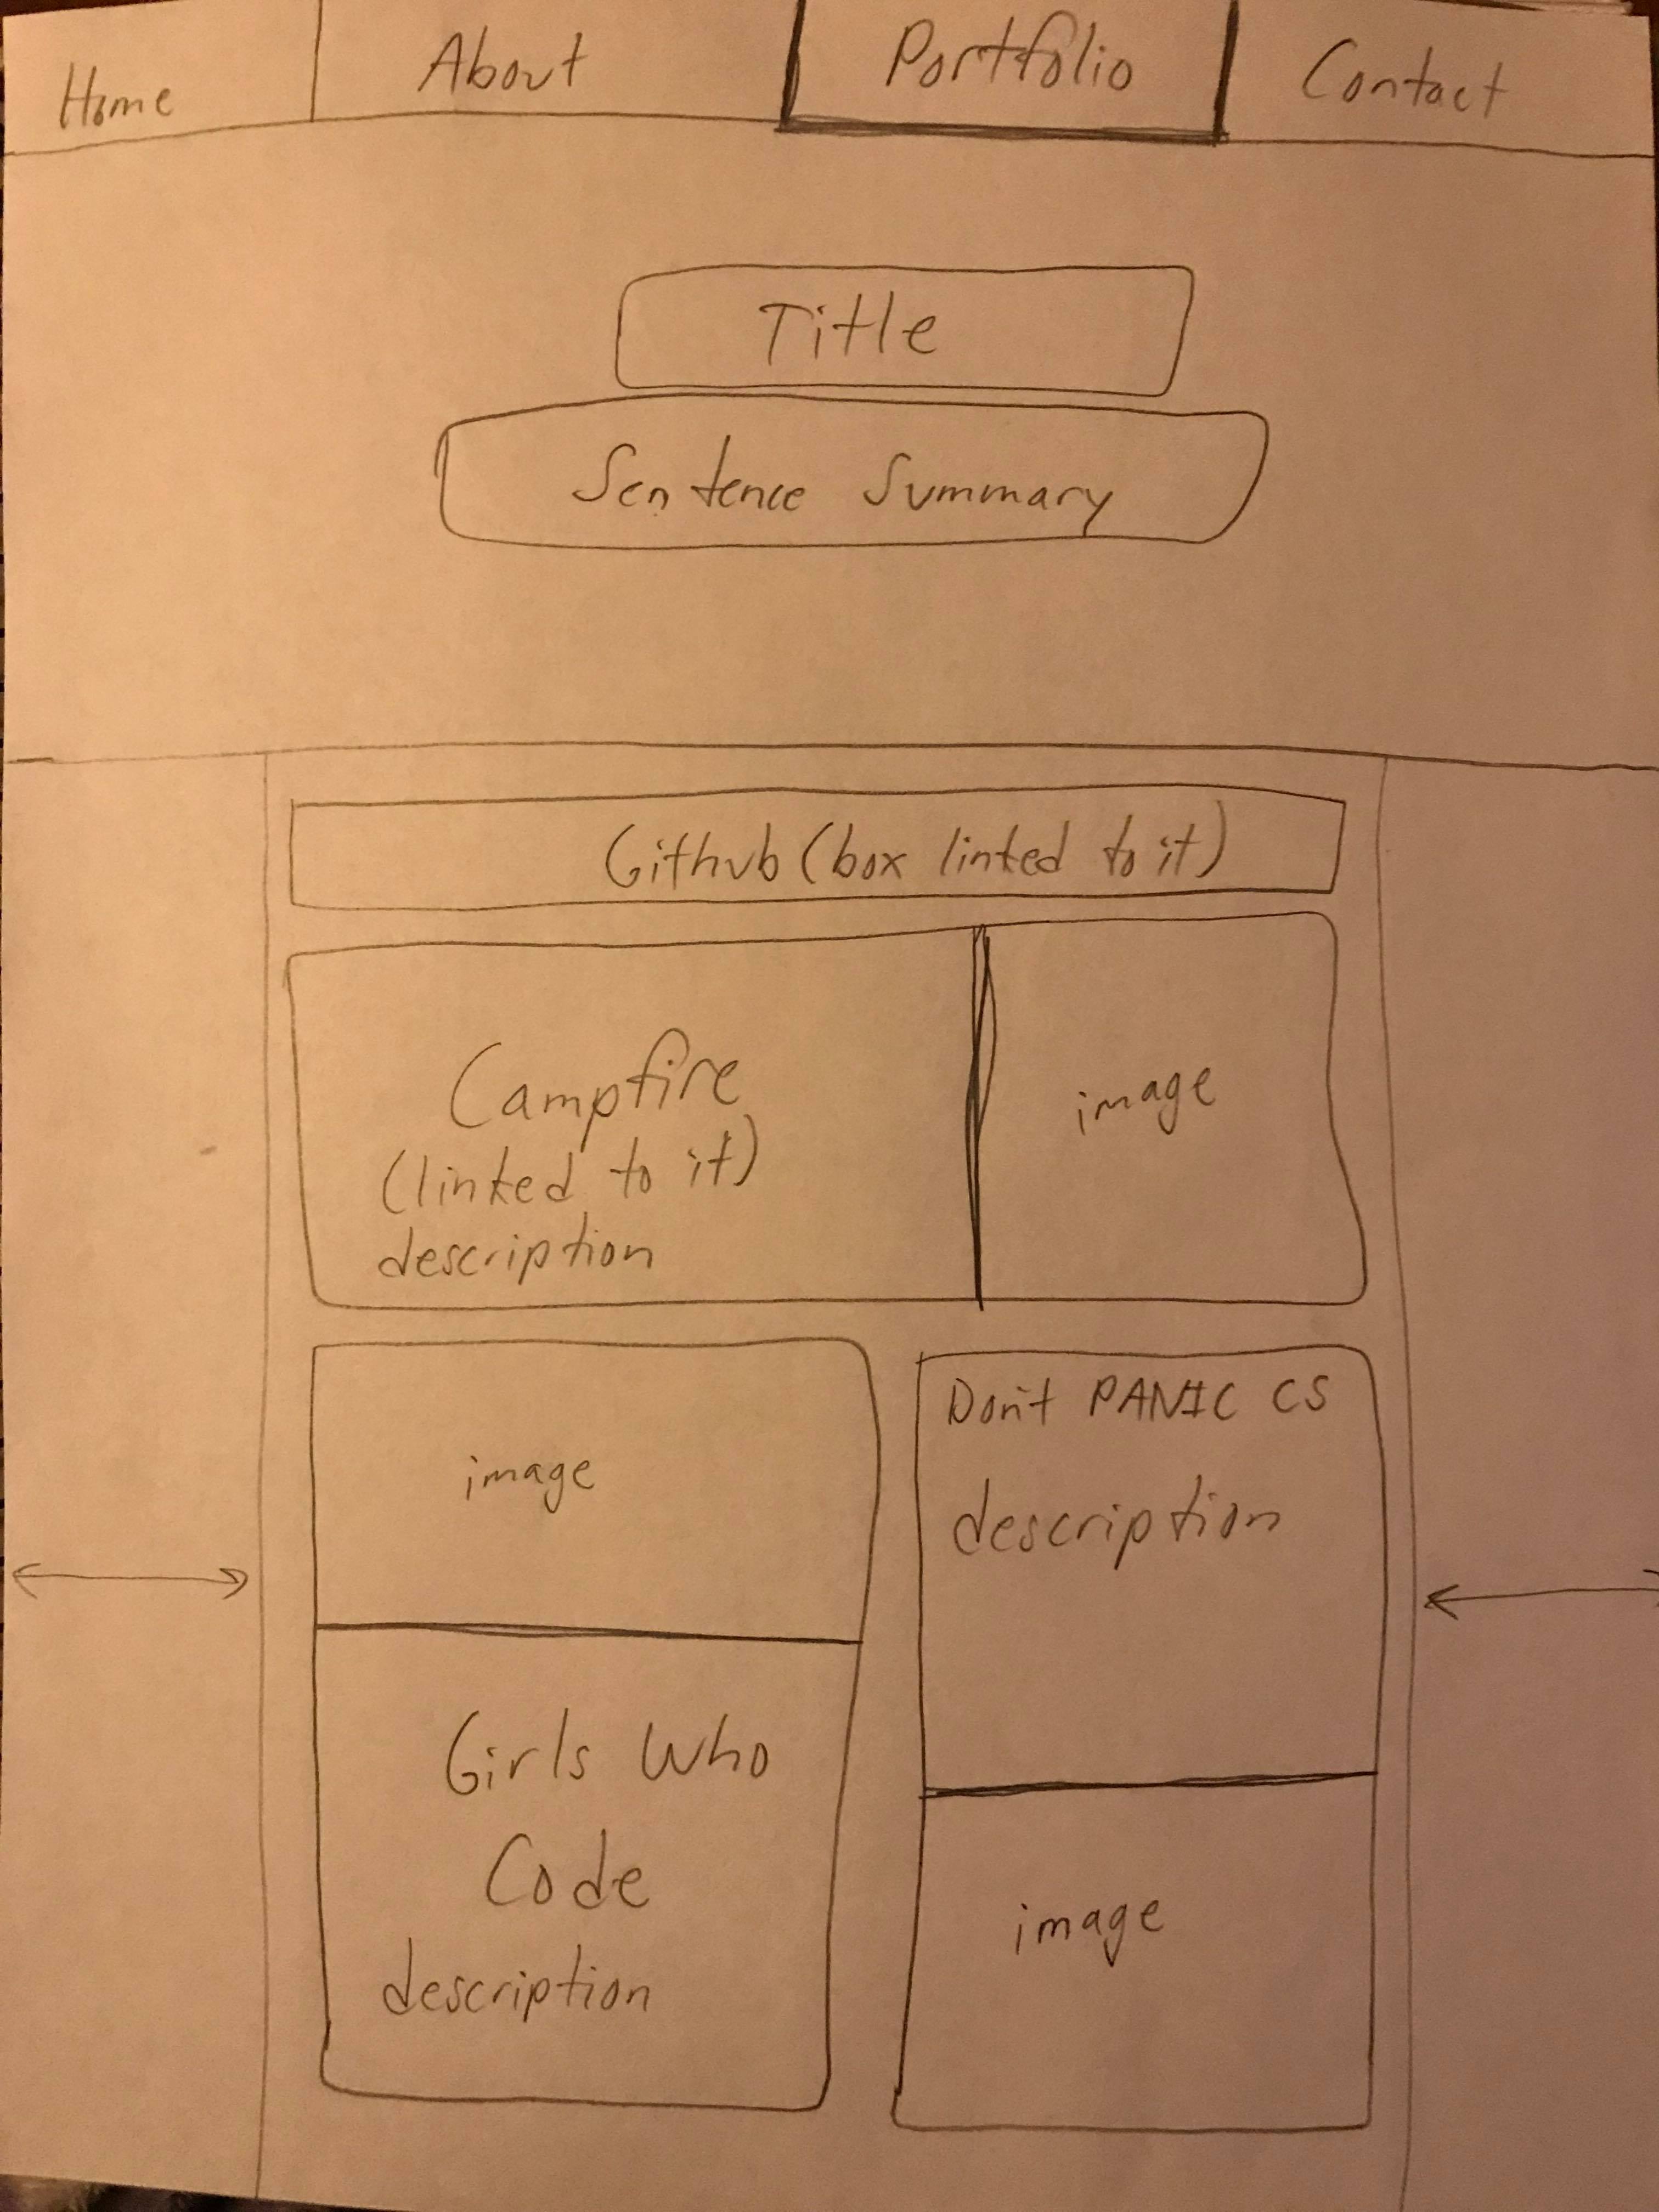 Home About Portfolio Contact
Title
Sentence Summary
Github (box linked to it)
Campfire
(linked to it)
description
image
image
Girls Who
Code
description
Don't PANIC CS
description
image